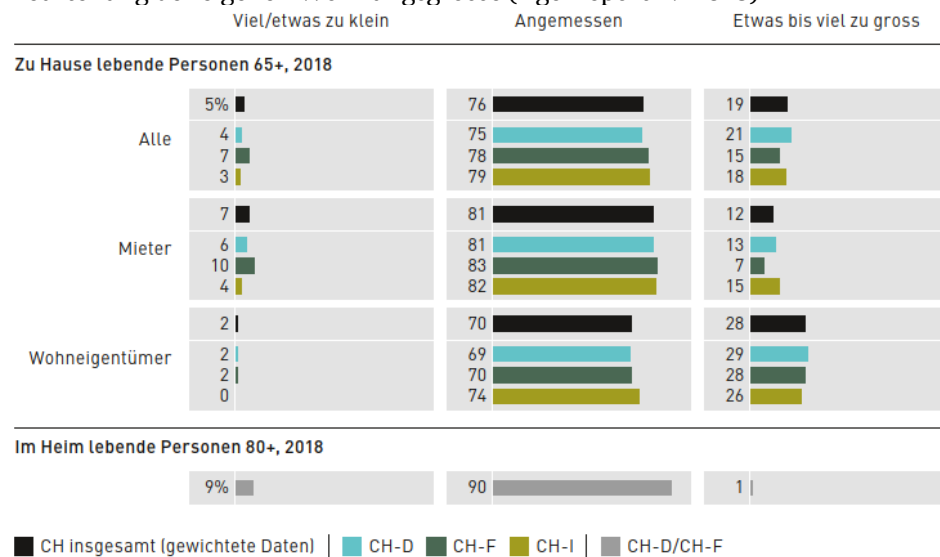 Viel/etwas zu klein Angemessen Etwas bis viel zu gross
Zu Hause lebende Personen 65+, 2018
5% 76 19
Alle
4 75 21
7 78 15
3 79 18
7 81 12
Mieter
6 81 13
10 83 7
4 82 15
2 70 28
Wohneigentümer
2 69 29
2 70 28
0 74 26
Im Heim lebende Personen 80+, 2018
9% 90 1
CH insgesamt (gewichtete Daten) CH-D CH-F CH-I CH-D/CH-F